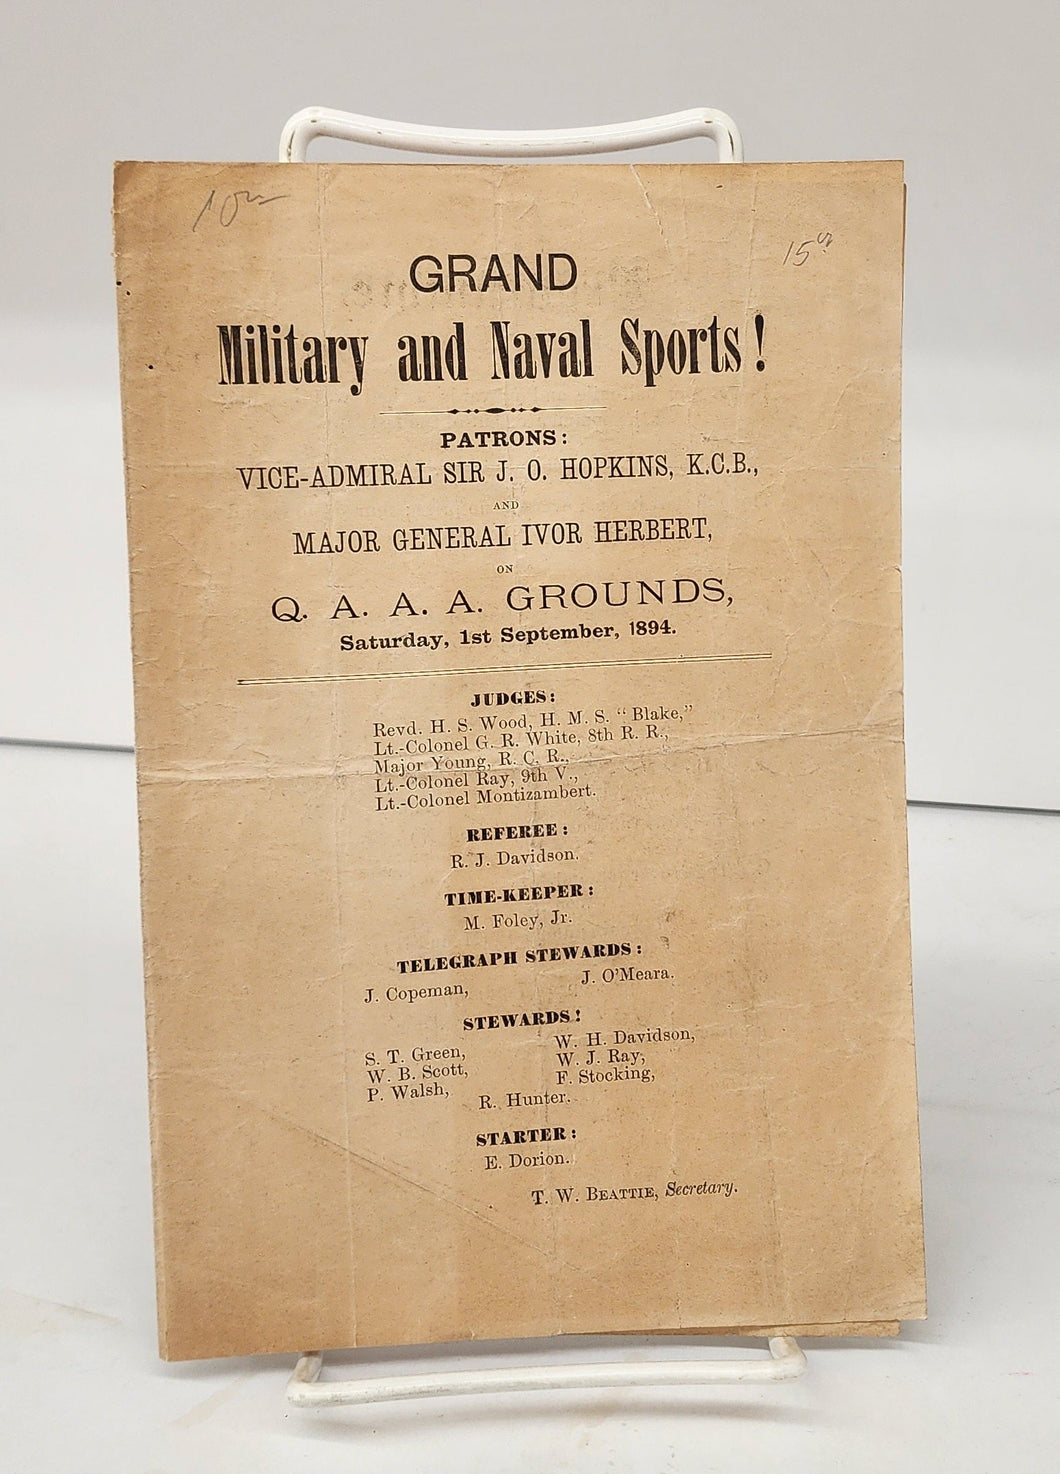 10
15
GRAND
Military and Naval Sports!
PATRONS:
VICE-ADMIRAL SIR J. O. HOPKINS, K.C.B.,
AND
MAJOR GENERAL IVOR HERBERT,
ON
Q. A. A. A. GROUNDS,
Saturday, 1st September, 1894.
JUDGES:
Revd. H. S. Wood, H. M. S. "Blake,"
Lt.-Colonel G. R. White, 8th R. R.,
Major Young, R. C. R.,
Lt.-Colonel Ray, 9th V.,
Lt.-Colonel Montizambert.
REFEREE:
R. J. Davidson.
TIME-KEEPER:
M. Foley, Jr.
TELEGRAPH STEWARDS:
J. Copeman, J. O'Meara.
STEWARDS!
S. T. Green, W. H. Davidson,
W. B. Scott, W. J. Ray,
P. Walsh, F. Stocking,
R. Hunter.
STARTER:
E. Dorion.
T. W. BEATTIE, Secretary.